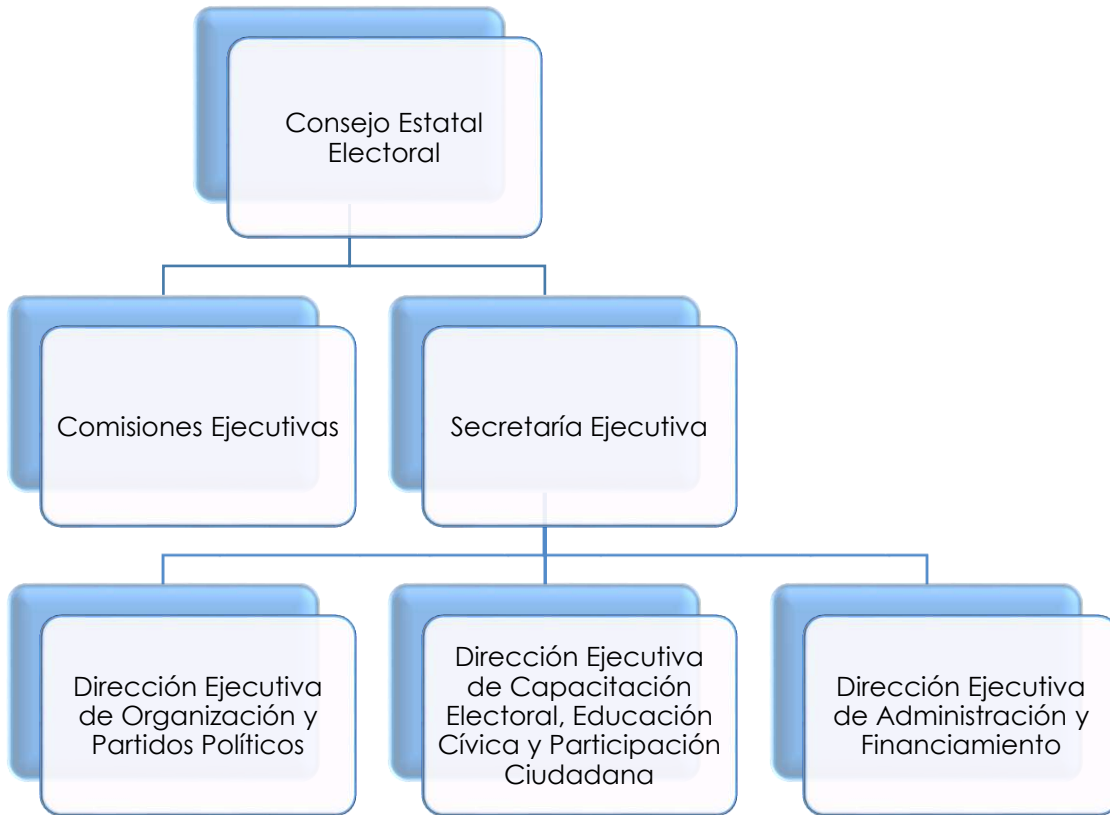 Consejo Estatal
Electoral
Comisiones Ejecutivas
Secretaría Ejecutiva
Dirección Ejecutiva
de Organización y
Partidos Políticos
Dirección Ejecutiva
de Capacitación
Electoral, Educación
Cívica y Participación
Ciudadana
Dirección Ejecutiva
de Administración y
Financiamiento